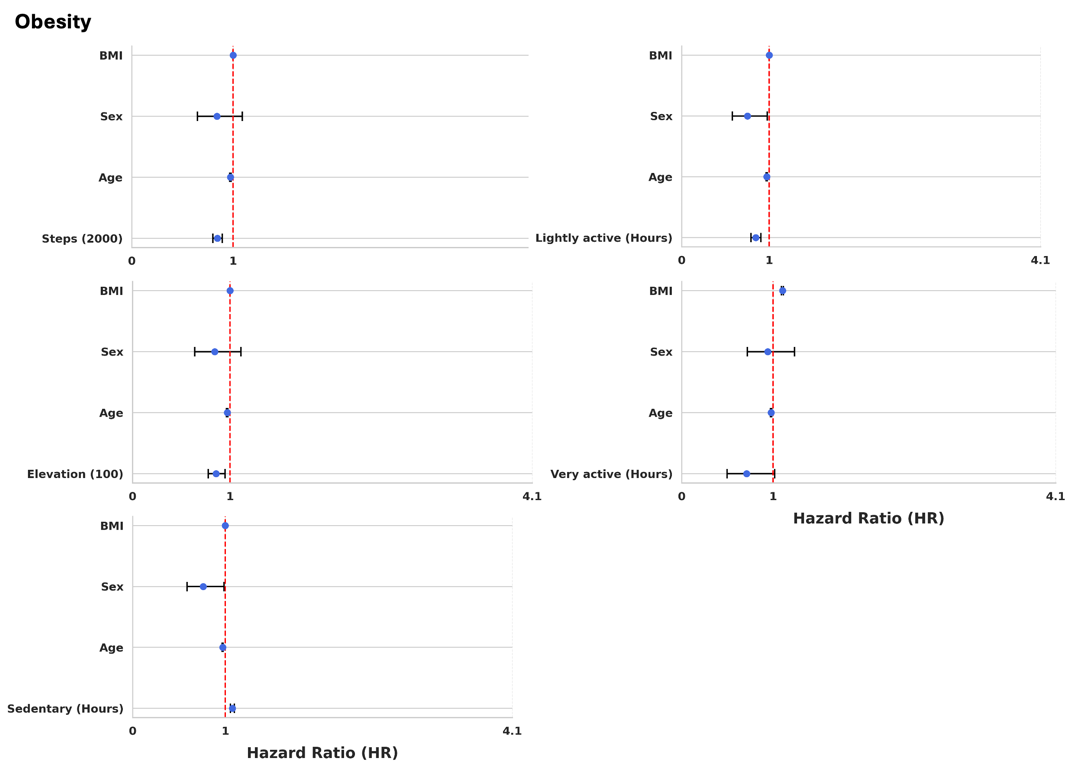 Obesity
BMI
Sex
Age
Steps (2000)
0 1
BMI
Sex
Age
Lightly active (Hours)
0 1 4.1
BMI
Sex
Age
Elevation (100)
0 1 4.1
BMI
Sex
Age
Very active (Hours)
0 1 4.1
Hazard Ratio (HR)
BMI
Sex
Age
Sedentary (Hours)
0 1 4.1
Hazard Ratio (HR)